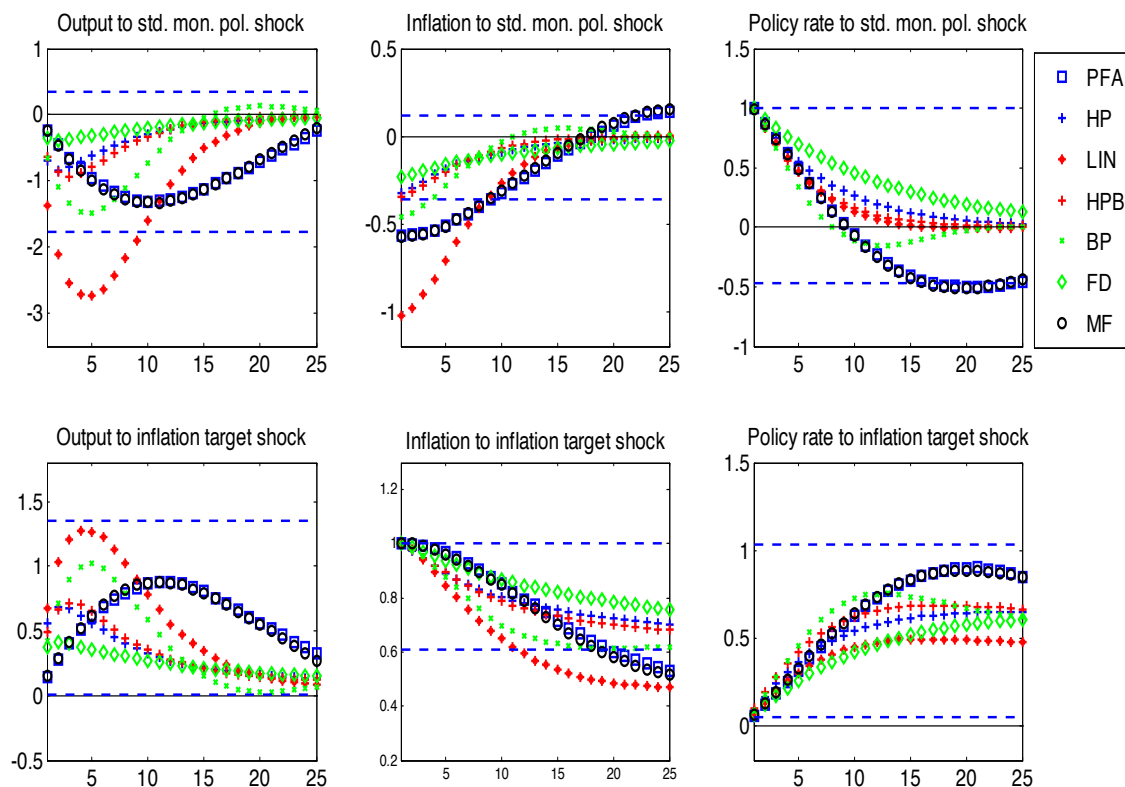 Output to std. mon. pol. shock
Inflation to std. mon. pol. shock
Policy rate to std. mon. pol. shock
1
0
-1
-2
-3
5 10 15 20 25
0.5
0
-0.5
-1
5 10 15 20 25
1.5
1
0.5
0
-0.5
-1
5 10 15 20 25
PFA
HP
LIN
HPB
BP
FD
MF
Output to inflation target shock
Inflation to inflation target shock
Policy rate to inflation target shock
1.5
1
0.5
0
-0.5
5 10 15 20 25
1.2
1
0.8
0.6
0.4
0.2
5 10 15 20 25
1.5
1
0.5
0
5 10 15 20 25